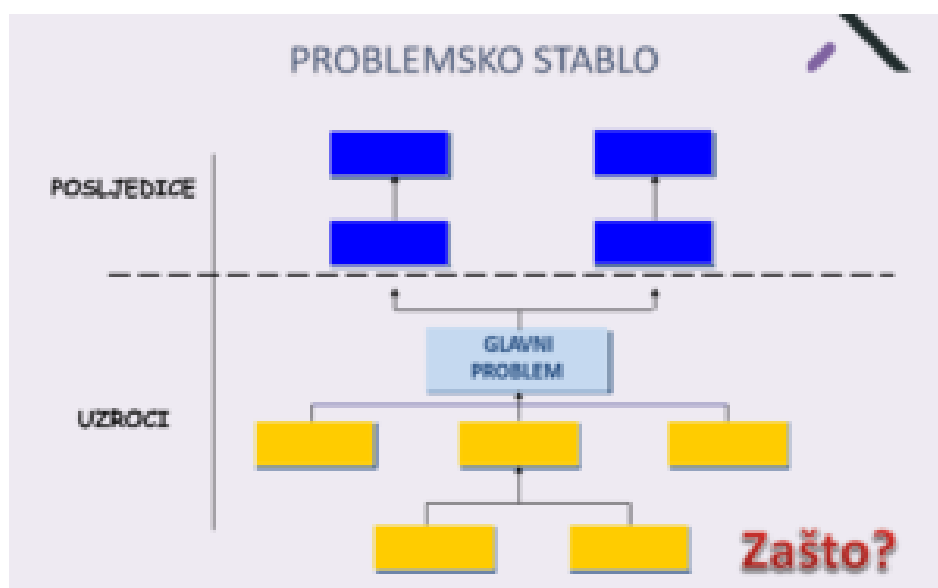 PROBLEMSKO STABLO
POSLJEDICE
GLAVNI
PROBLEM
UZROCI
Zašto?